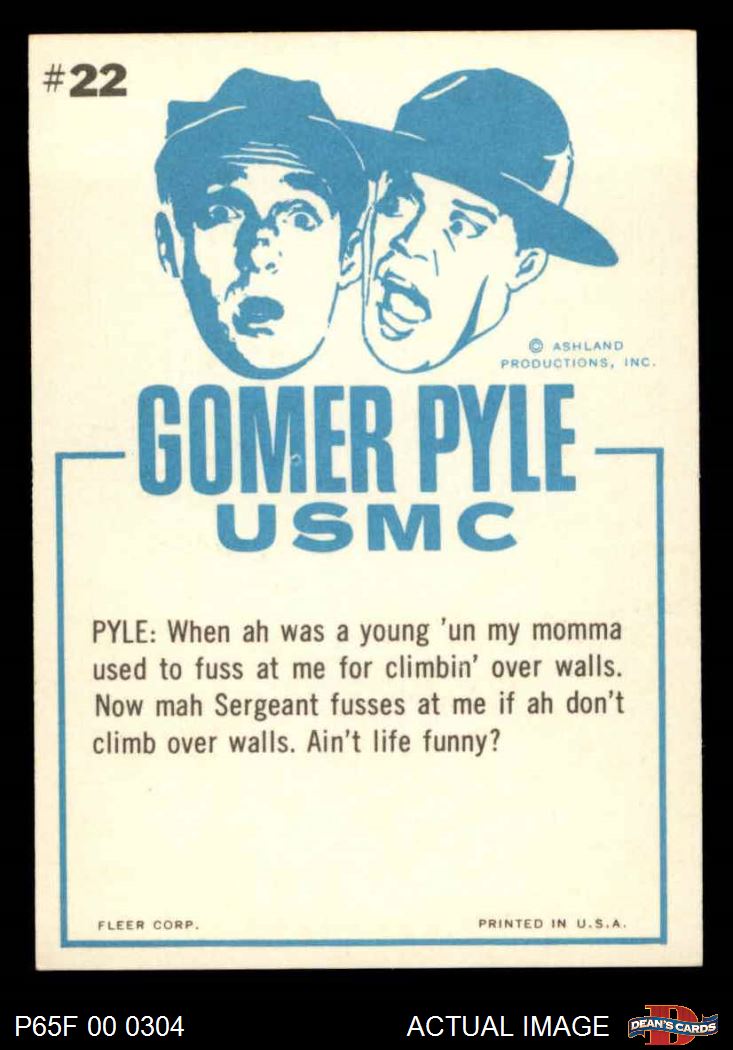 #22
© ASHLAND
PRODUCTIONS, INC.
GOMER PYLE
USMC
PYLE: When ah was a young 'un my momma
used to fuss at me for climbin' over walls.
Now mah Sergeant fusses at me if ah don't
climb over walls. Ain't life funny?
FLEER CORP.
PRINTED IN U.S.A.
P65F 00 0304
ACTUAL IMAGE
D
DEAN'S CARDS